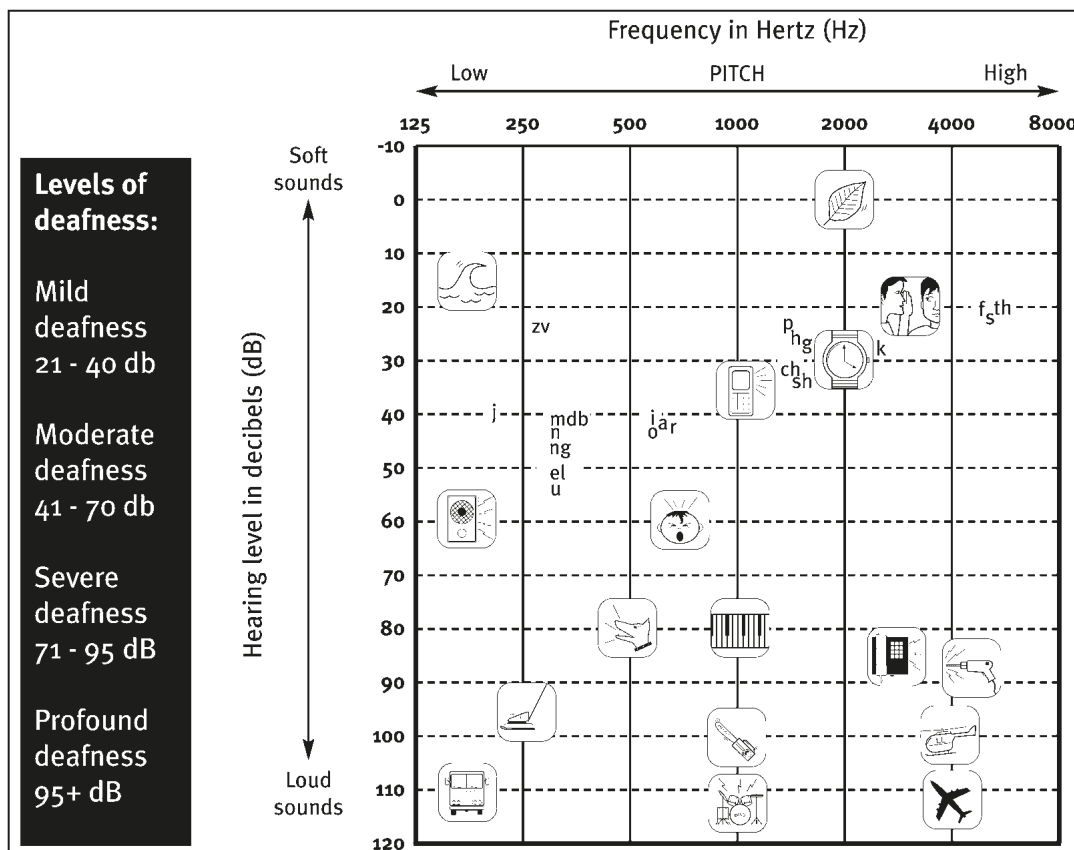 Frequency in Hertz (Hz)
Low PITCH High
125 250 500 1000 2000 4000 8000
Levels of
deafness:
Mild
deafness
21 - 40 db
Moderate
deafness
41 - 70 db
Severe
deafness
71 - 95 dB
Profound
deafness
95+ dB
Soft
sounds
Hearing level in decibels (dB)
Loud
sounds
-10
0
10
20
30
40
50
60
70
80
90
100
110
120
f s th
zv
p h g
k
ch sh
j
mdb
n
ng
el
u
i a r
o